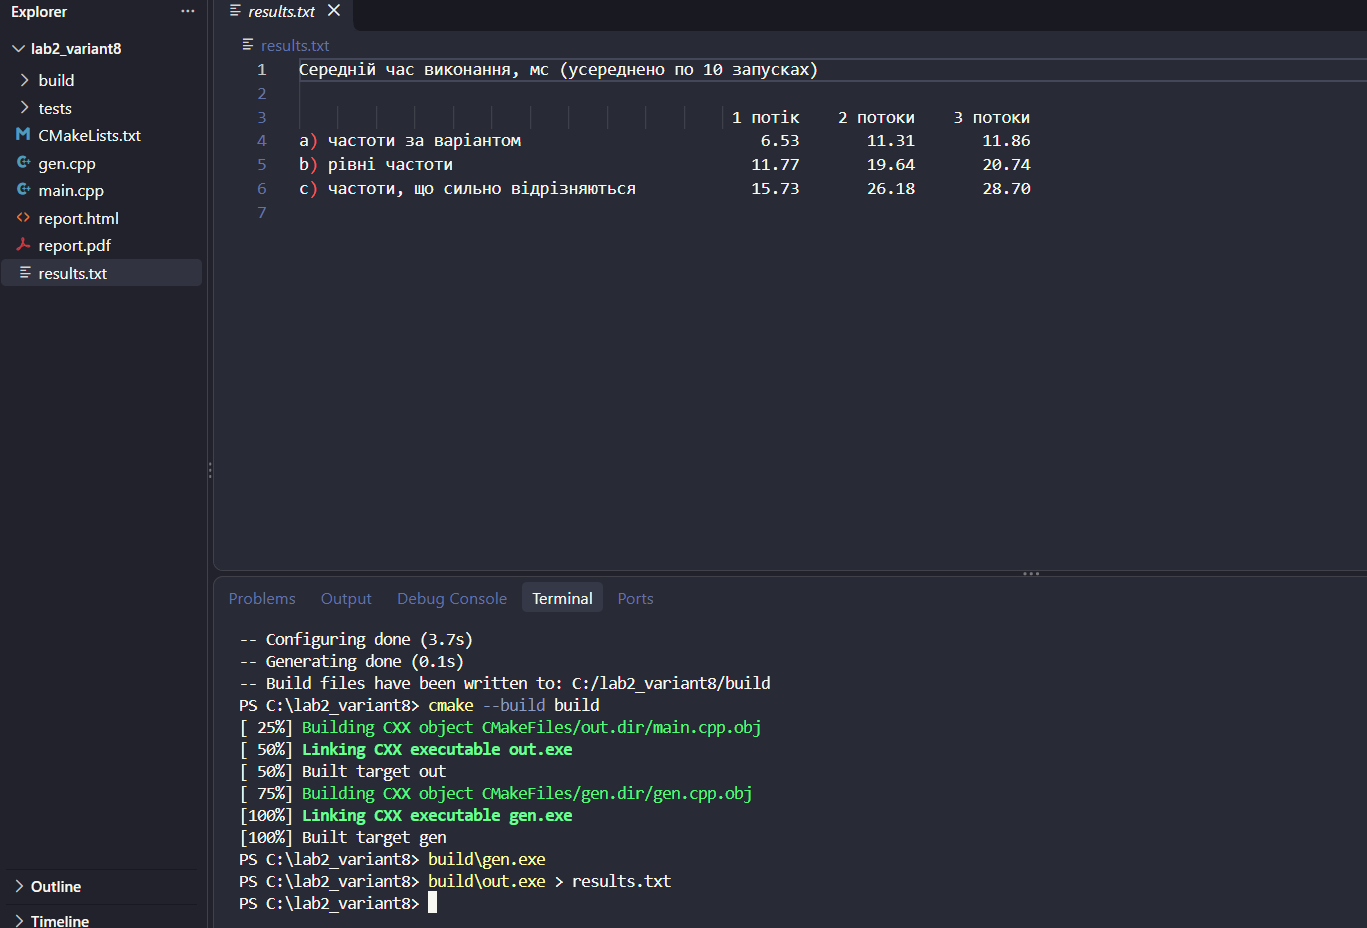 Explorer
lab2_variant8
build
tests
CMakeLists.txt
gen.cpp
main.cpp
report.html
report.pdf
results.txt
Outline
Timeline
results.txt
results.txt
1 Середній час виконання, мс (усереднено по 10 запусках)
2
3 1 потік 2 потоки 3 потоки
4 a) частоти за варіантом 6.53 11.31 11.86
5 b) рівні частоти 11.77 19.64 20.74
6 c) частоти, що сильно відрізняються 15.73 26.18 28.70
7
Problems Output Debug Console Terminal Ports
-- Configuring done (3.7s)
-- Generating done (0.1s)
-- Build files have been written to: C:/lab2_variant8/build
PS C:\lab2_variant8> cmake --build build
[ 25%] Building CXX object CMakeFiles/out.dir/main.cpp.obj
[ 50%] Linking CXX executable out.exe
[ 50%] Built target out
[ 75%] Building CXX object CMakeFiles/gen.dir/gen.cpp.obj
[100%] Linking CXX executable gen.exe
[100%] Built target gen
PS C:\lab2_variant8> build\gen.exe
PS C:\lab2_variant8> build\out.exe > results.txt
PS C:\lab2_variant8>